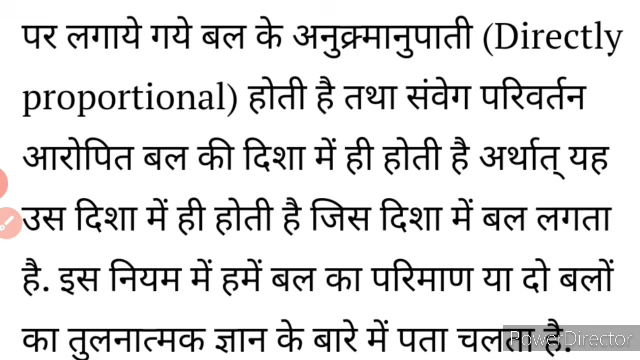 पर लगाये गये बल के अनुक्र्मानुपाती (Directly
proportional) होती है तथा संवेग परिवर्तन
आरोपित बल की दिशा में ही होती है अर्थात् यह
उस दिशा में ही होती है जिस दिशा में बल लगता
है. इस नियम में हमें बल का परिमाण या दो बलों
का तुलनात्मक ज्ञान के बारे में पता चलता है.
PowerDirector